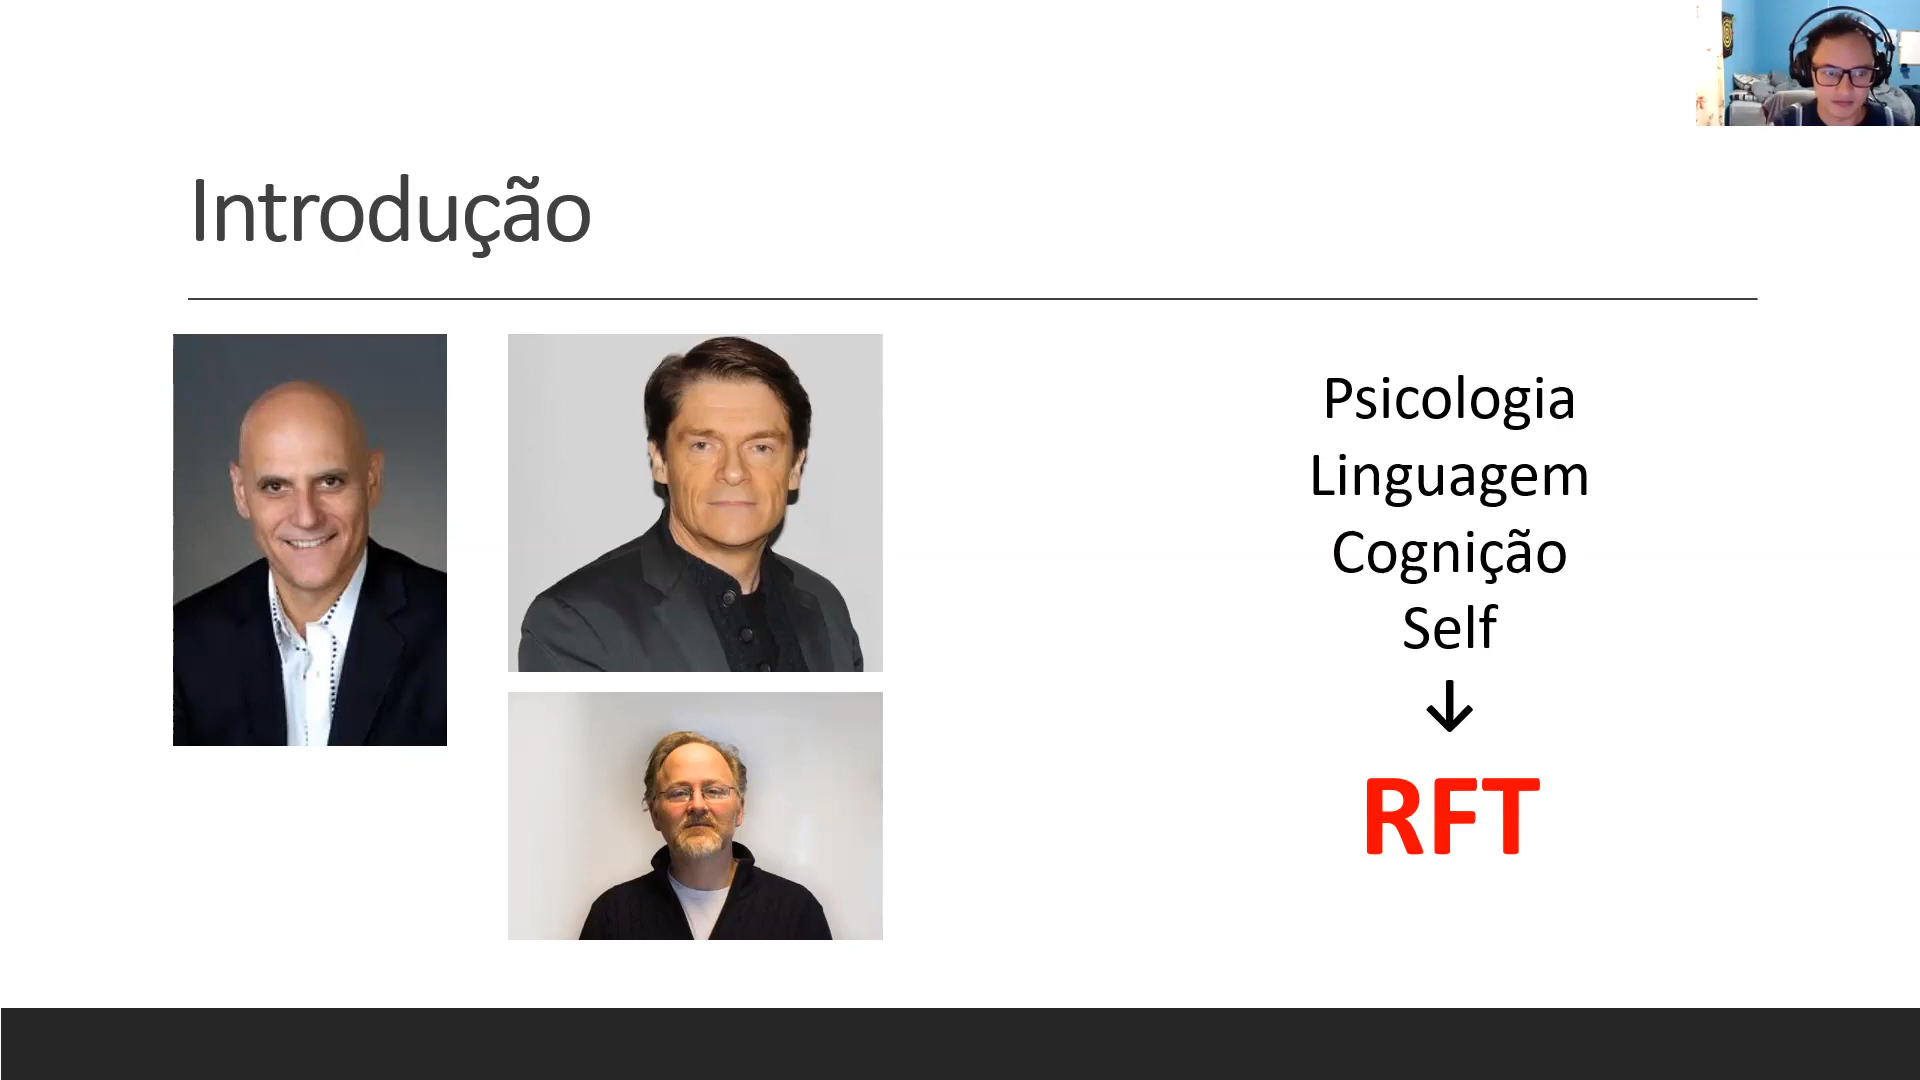 Introdução
Psicologia
Linguagem
Cognição
Self
↓
RFT